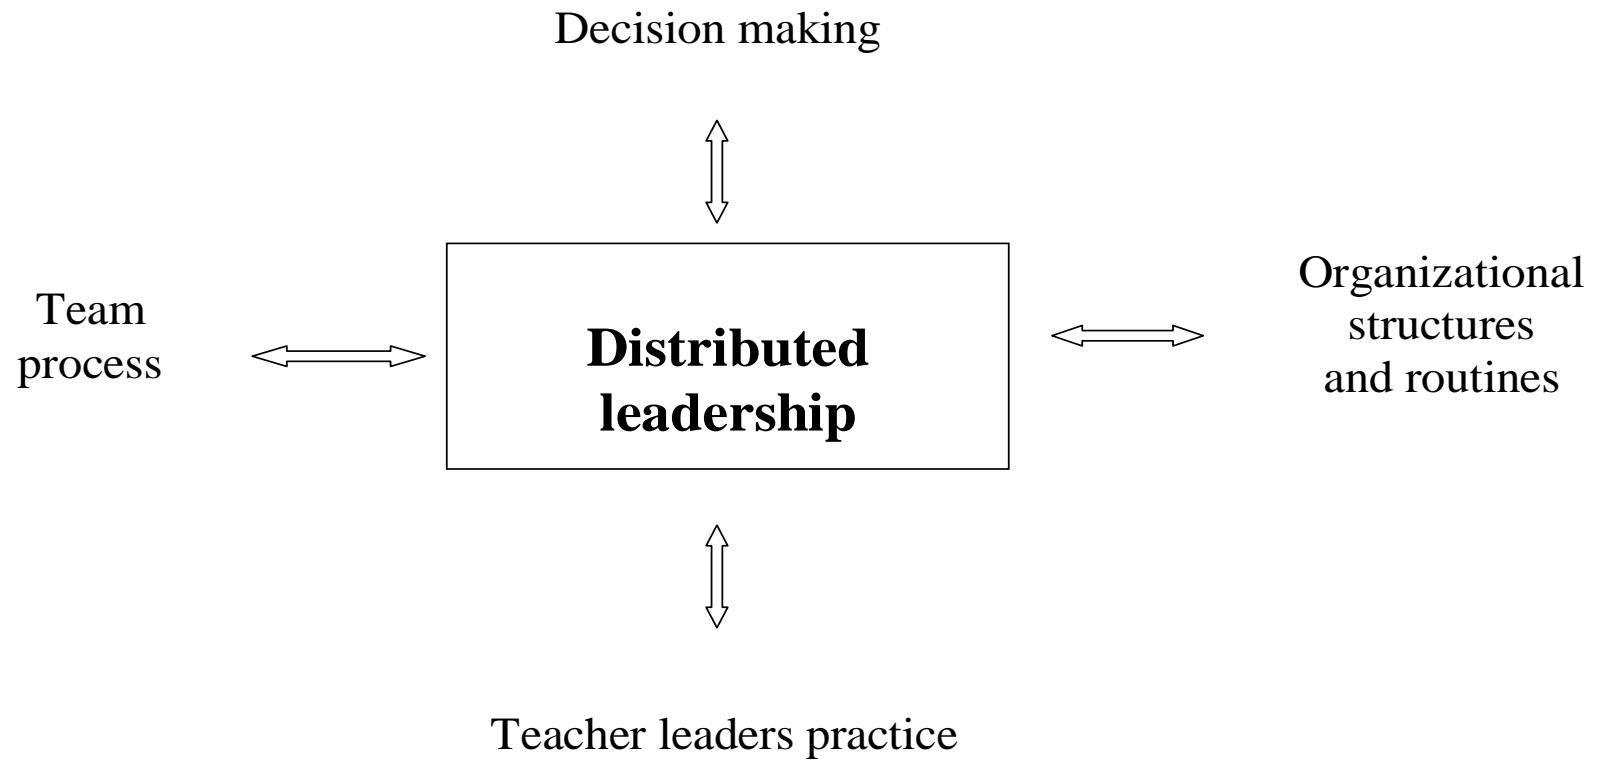 Decision making
Team
process
Distributed
leadership
Organizational
structures
and routines
Teacher leaders practice